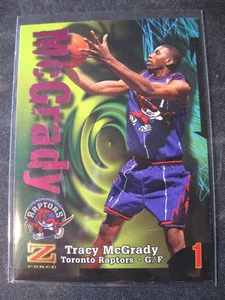 McGrady
RAPTORS
Z
FORCE
Tracy McGrady
Toronto Raptors · G/F
1